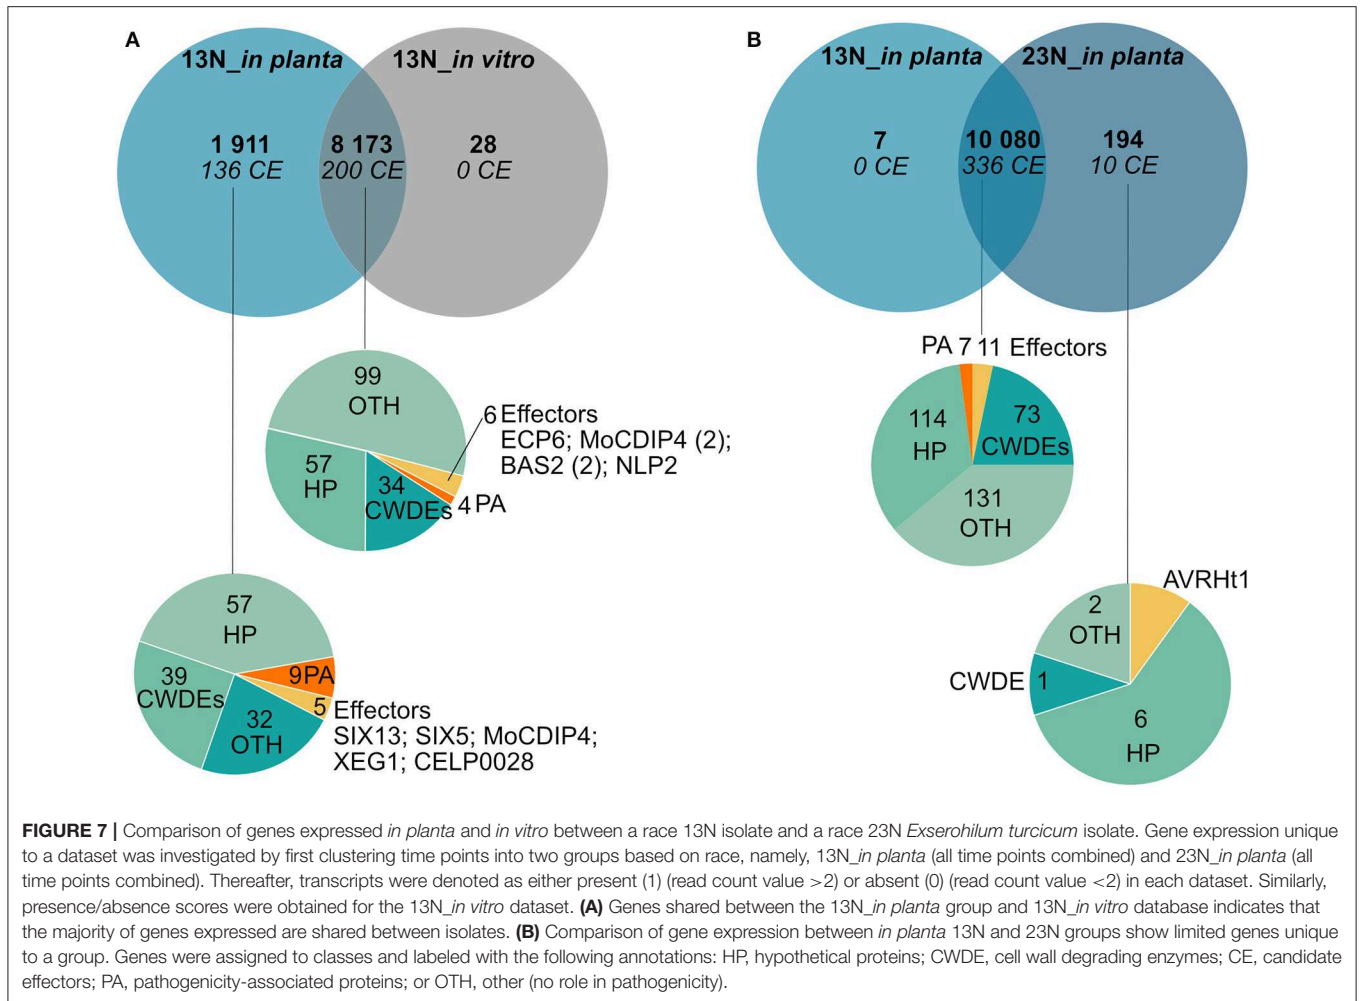 A
13N_in planta
13N_in vitro
1 911
136 CE
8 173
200 CE
28
0 CE
99
OTH
57
HP
34
CWDEs
6 Effectors
ECP6; MoCDIP4 (2);
BAS2 (2); NLP2
4 PA
57
HP
39
CWDEs
32
OTH
9PA
5 Effectors
SIX13; SIX5; MoCDIP4;
XEG1; CELP0028
B
13N_in planta
23N_in planta
7
0 CE
10 080
336 CE
194
10 CE
PA 7 11 Effectors
114
HP
73
CWDEs
131
OTH
AVRHt1
2
OTH
CWDE 1
6
HP
FIGURE 7 | Comparison of genes expressed in planta and in vitro between a race 13N isolate and a race 23N Exserohilum turcicum isolate. Gene expression unique
to a dataset was investigated by first clustering time points into two groups based on race, namely, 13N_in planta (all time points combined) and 23N_in planta (all
time points combined). Thereafter, transcripts were denoted as either present (1) (read count value >2) or absent (0) (read count value <2) in each dataset. Similarly,
presence/absence scores were obtained for the 13N_in vitro dataset. (A) Genes shared between the 13N_in planta group and 13N_in vitro database indicates that
the majority of genes expressed are shared between isolates. (B) Comparison of gene expression between in planta 13N and 23N groups show limited genes unique
to a group. Genes were assigned to classes and labeled with the following annotations: HP, hypothetical proteins; CWDE, cell wall degrading enzymes; CE, candidate
effectors; PA, pathogenicity-associated proteins; or OTH, other (no role in pathogenicity).